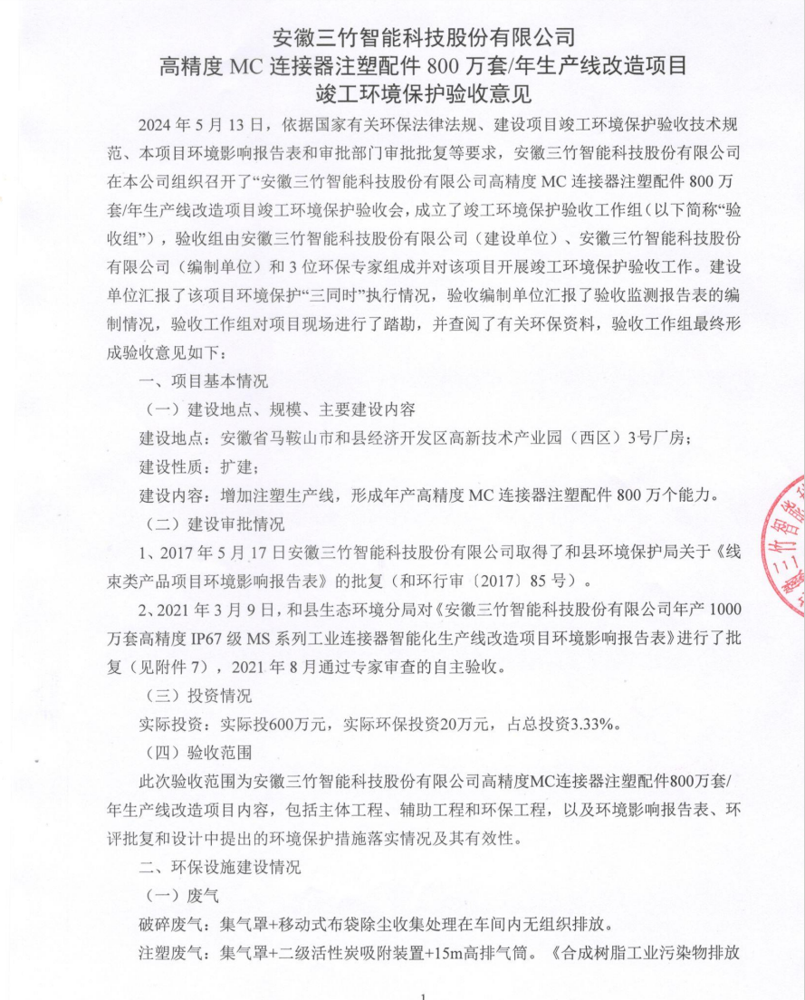 安徽三竹智能科技股份有限公司
高精度 MC 连接器注塑配件 800 万套/年生产线改造项目
竣工环境保护验收意见
2024 年 5 月 13 日，依据国家有关环保法律法规、建设项目竣工环境保护验收技术规
范、本项目环境影响报告表和审批部门审批批复等要求，安徽三竹智能科技股份有限公司
在本公司组织召开了“安徽三竹智能科技股份有限公司高精度 MC 连接器注塑配件 800 万
套/年生产线改造项目竣工环境保护验收会，成立了竣工环境保护验收工作组（以下简称“验
收组”），验收组由安徽三竹智能科技股份有限公司（建设单位）、安徽三竹智能科技股份
有限公司（编制单位）和 3 位环保专家组成并对该项目开展竣工环境保护验收工作。建设
单位汇报了该项目环境保护“三同时”执行情况，验收编制单位汇报了验收监测报告表的编
制情况，验收工作组对项目现场进行了踏勘，并查阅了有关环保资料，验收工作组最终形
成验收意见如下：
一、项目基本情况
（一）建设地点、规模、主要建设内容
建设地点：安徽省马鞍山市和县经济开发区高新技术产业园（西区）3号厂房；
建设性质：扩建；
建设内容：增加注塑生产线，形成年产高精度 MC 连接器注塑配件 800 万个能力。
（二）建设审批情况
1、2017 年 5 月 17 日安徽三竹智能科技股份有限公司取得了和县环境保护局关于《线
束类产品项目环境影响报告表》的批复（和环行审〔2017〕85 号）。
2、2021 年 3 月 9 日，和县生态环境分局对《安徽三竹智能科技股份有限公司年产 1000
万套高精度 IP67 级 MS 系列工业连接器智能化生产线改造项目环境影响报告表》进行了批
复（见附件 7），2021 年 8 月通过专家审查的自主验收。
（三）投资情况
实际投资：实际投600万元，实际环保投资20万元，占总投资3.33%。
（四）验收范围
此次验收范围为安徽三竹智能科技股份有限公司高精度MC连接器注塑配件800万套/
年生产线改造项目内容，包括主体工程、辅助工程和环保工程，以及环境影响报告表、环
评批复和设计中提出的环境保护措施落实情况及其有效性。
二、环保设施建设情况
（一）废气
破碎废气：集气罩+移动式布袋除尘收集处理在车间内无组织排放。
注塑废气：集气罩+二级活性炭吸附装置+15m高排气筒。《合成树脂工业污染物排放
1
三竹智能